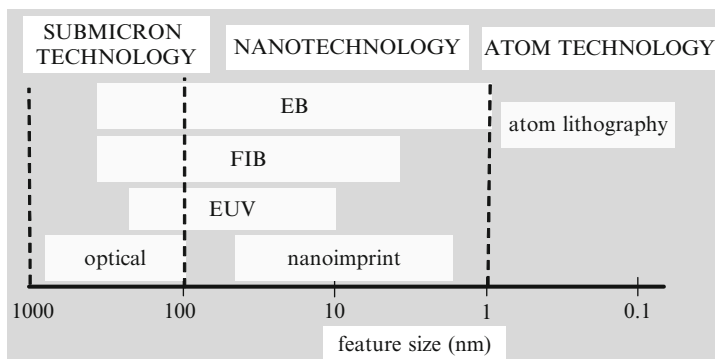 SUBMICRON
TECHNOLOGY
NANOTECHNOLOGY
ATOM TECHNOLOGY
EB
atom lithography
FIB
EUV
optical
nanoimprint
1000
100
10
1
0.1
feature size (nm)